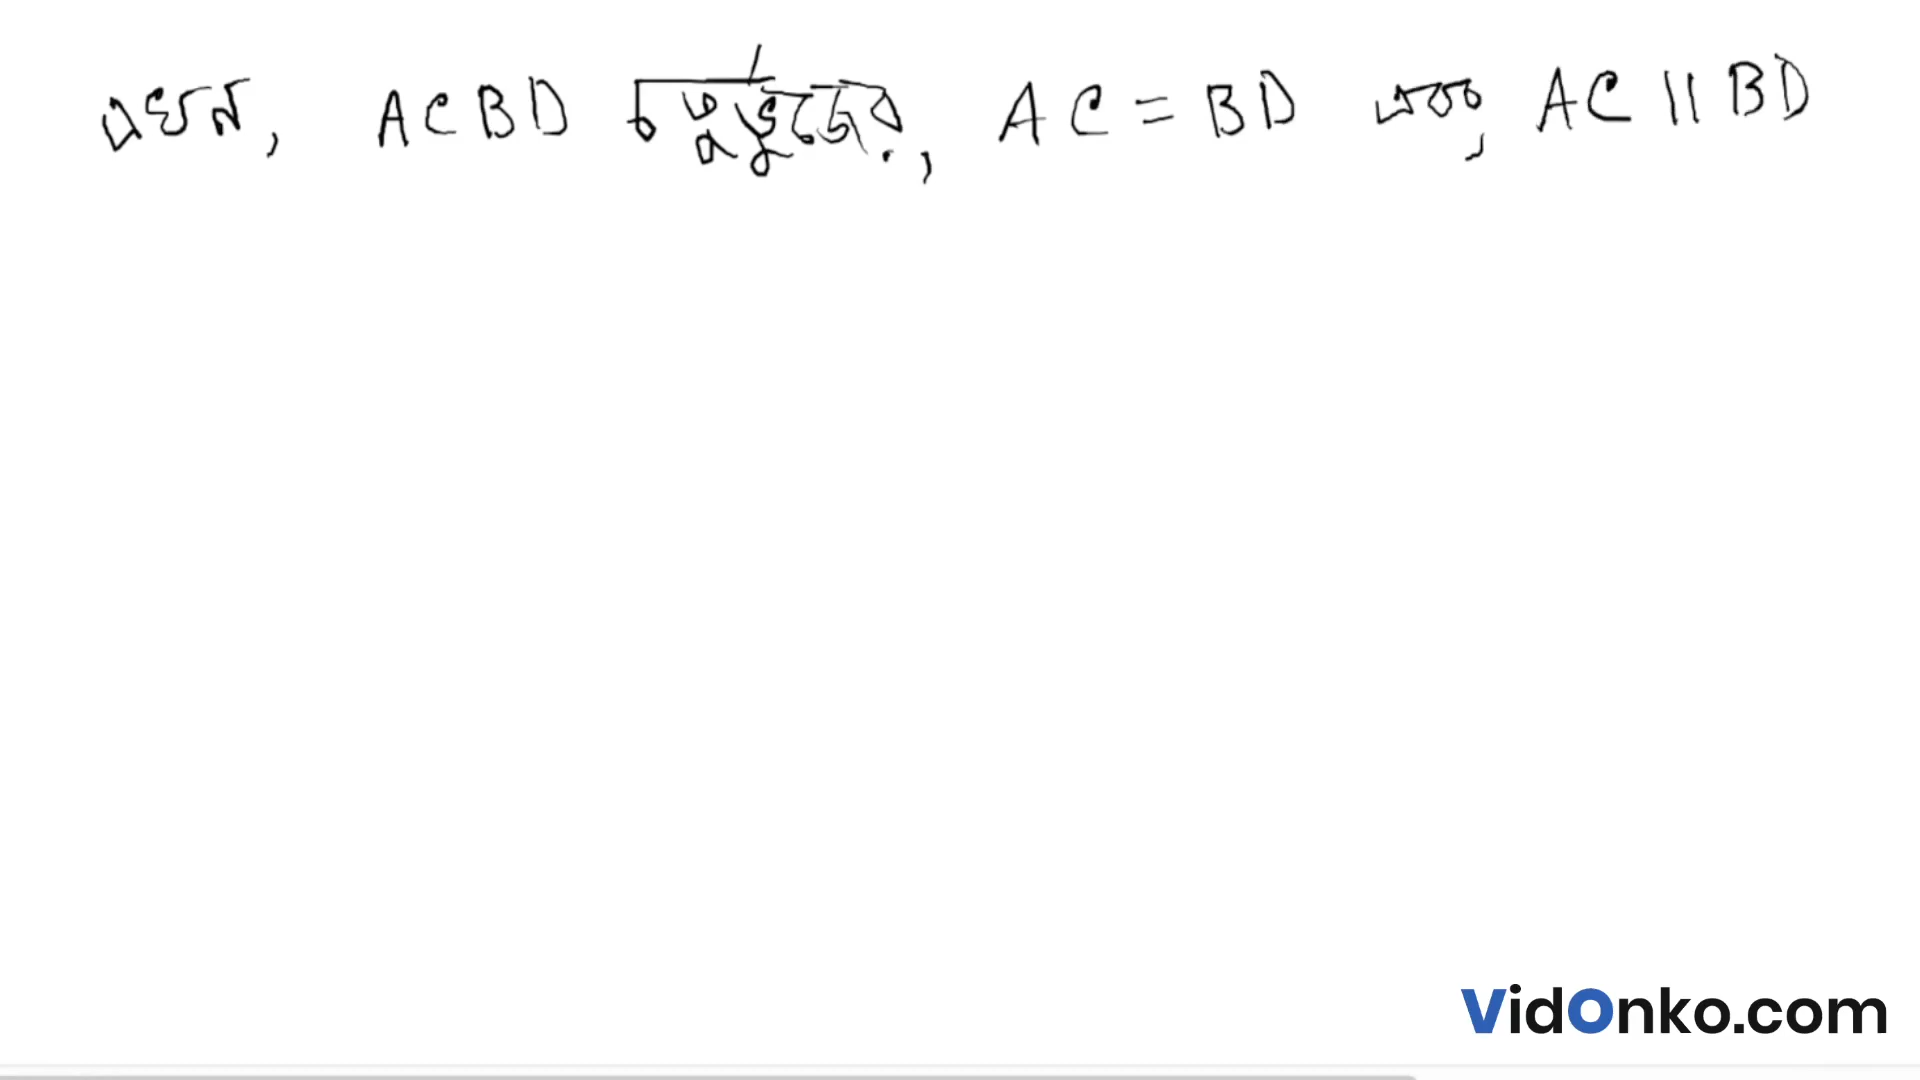 এখন, ACBD চতুর্ভুজের, AC = BD এবং, AC || BD
VidOnko.com